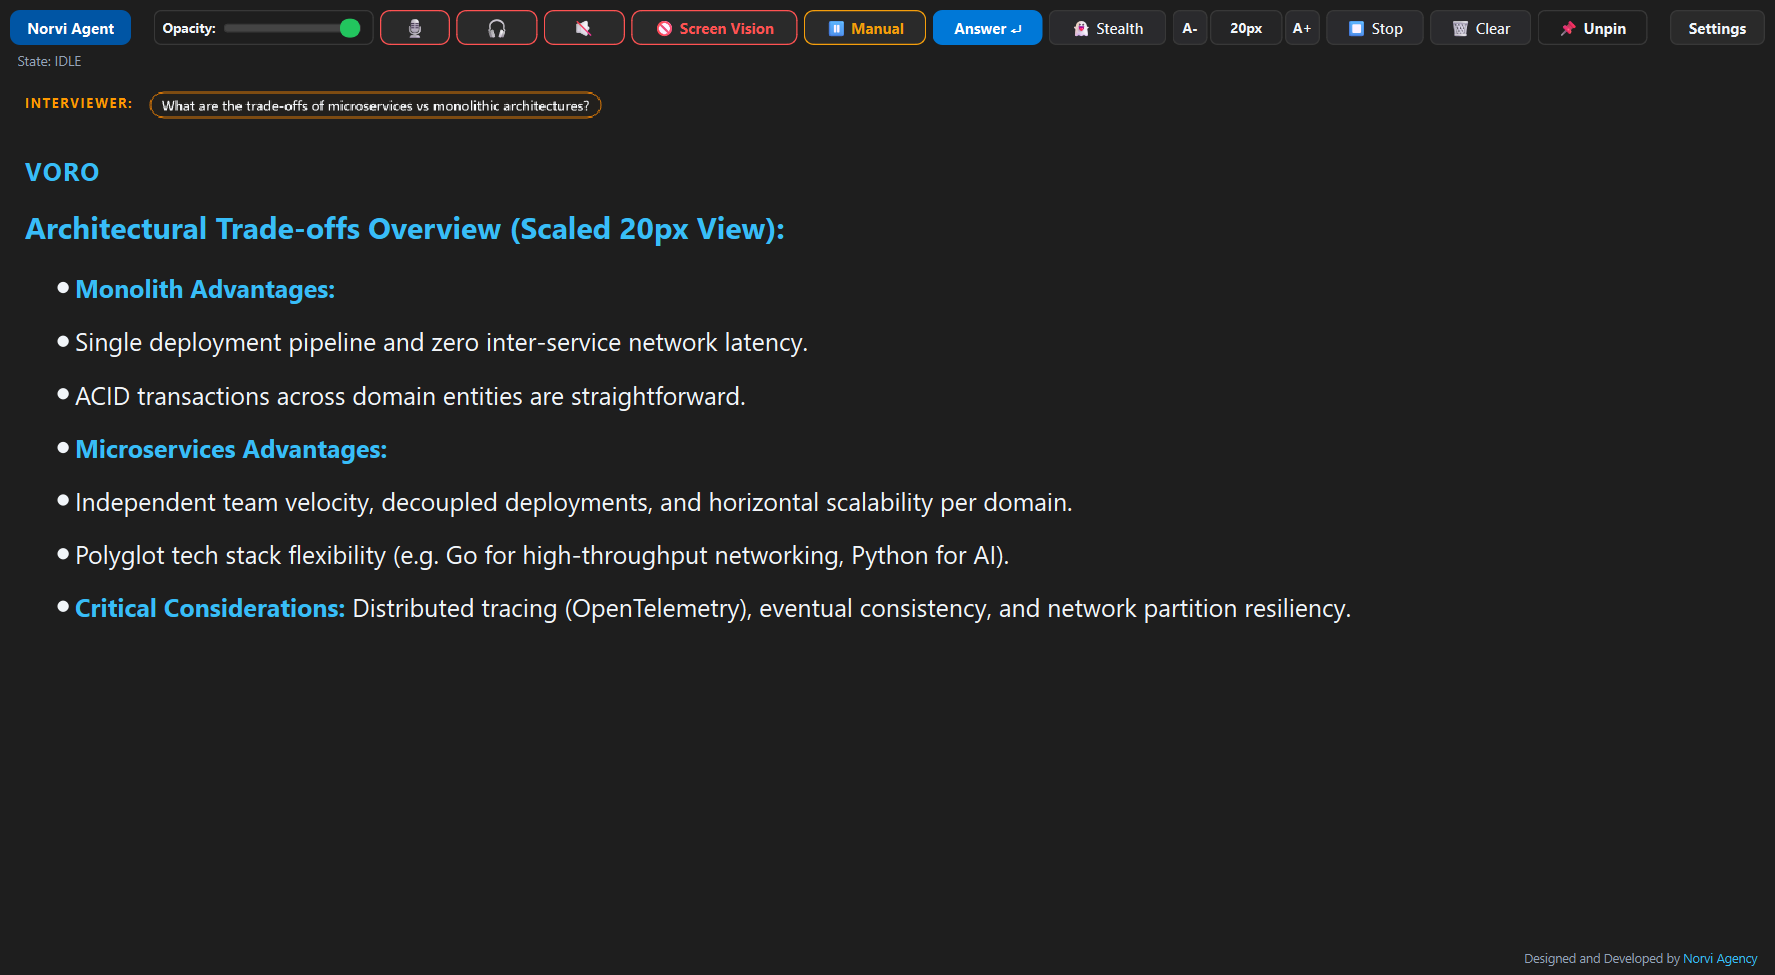 Norvi Agent Opacity: Screen Vision Manual Answer ↵ Stealth A- 20px A+ Stop Clear Unpin Settings
State: IDLE
INTERVIEWER: What are the trade-offs of microservices vs monolithic architectures?
VORO
Architectural Trade-offs Overview (Scaled 20px View):
• Monolith Advantages:
• Single deployment pipeline and zero inter-service network latency.
• ACID transactions across domain entities are straightforward.
• Microservices Advantages:
• Independent team velocity, decoupled deployments, and horizontal scalability per domain.
• Polyglot tech stack flexibility (e.g. Go for high-throughput networking, Python for AI).
• Critical Considerations: Distributed tracing (OpenTelemetry), eventual consistency, and network partition resiliency.
Designed and Developed by Norvi Agency